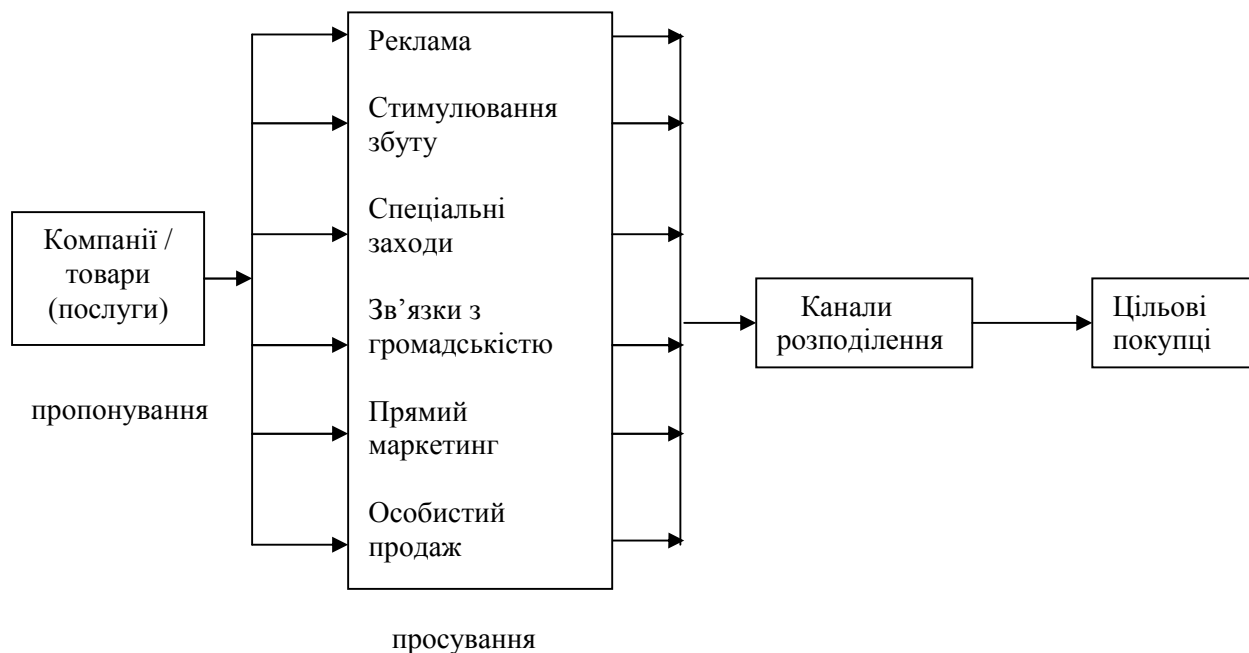 Компанії /
товари
(послуги)
пропонування
Реклама
Стимулювання
збуту
Спеціальні
заходи
Зв’язки з
громадськістю
Прямий
маркетинг
Особистий
продаж
просування
Канали
розподілення
Цільові
покупці